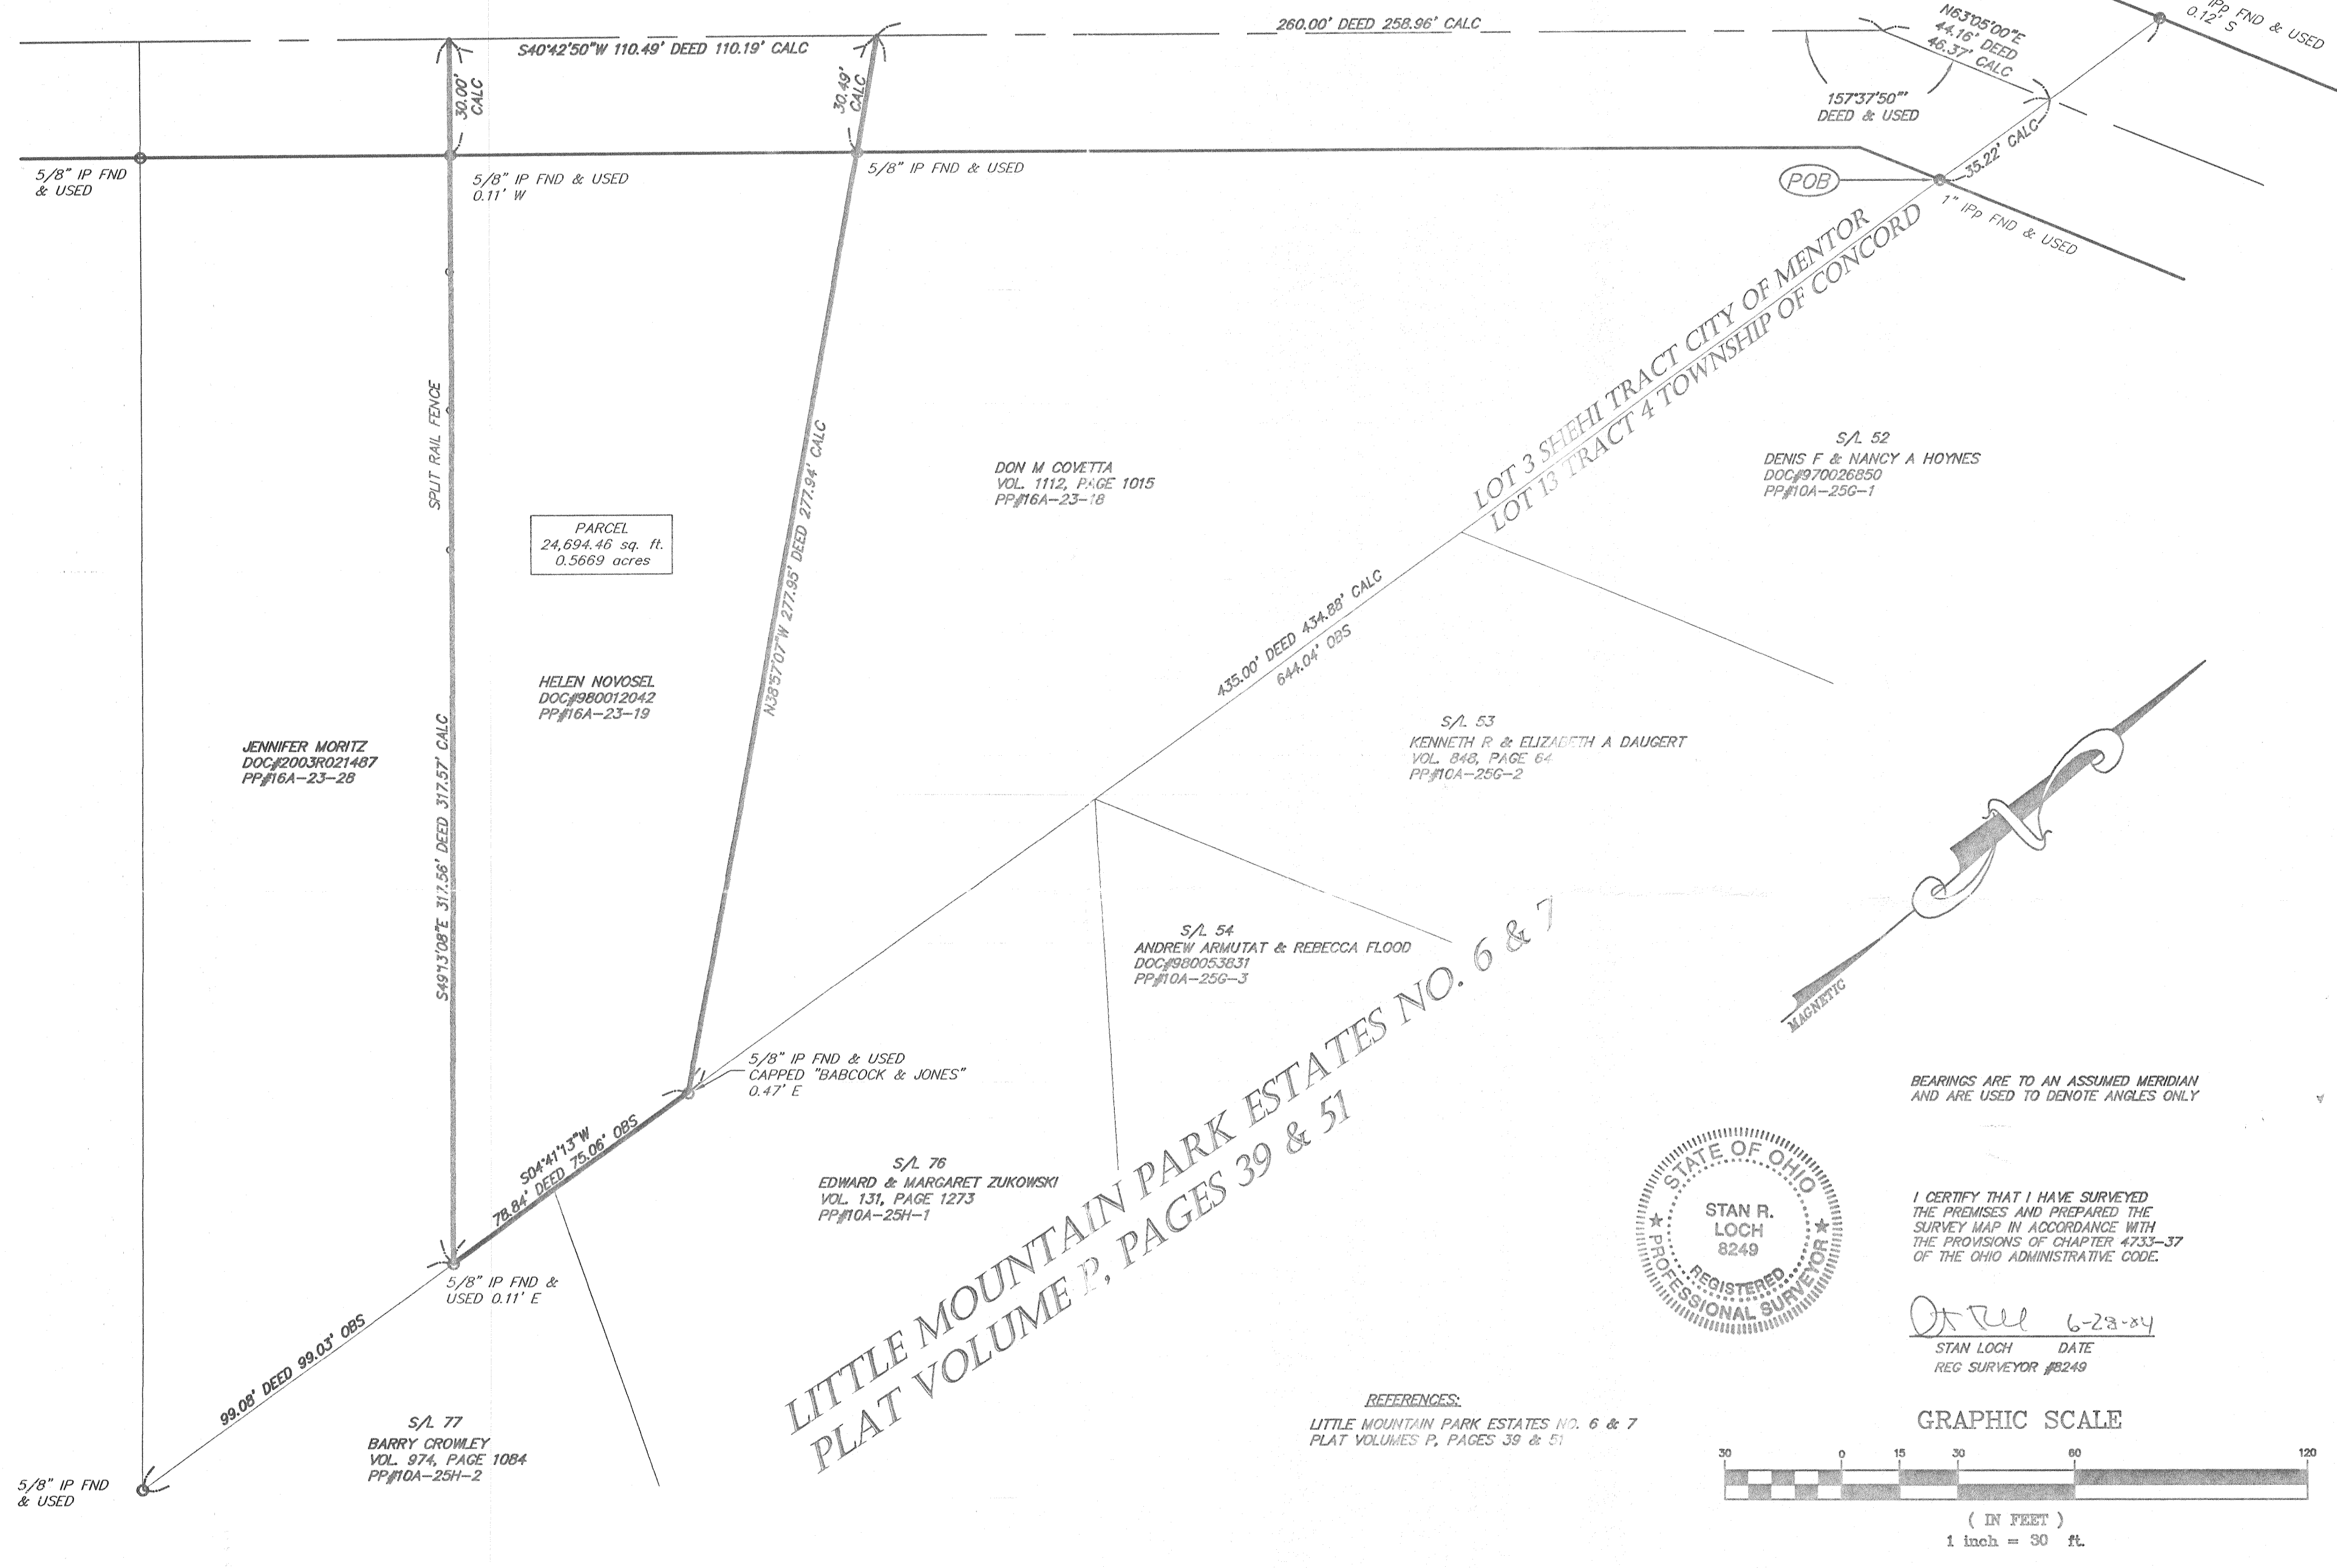 260.00' DEED 258.96' CALC
S40°42'50"W 110.49' DEED 110.19' CALC
N63°05'00"E
44.16' DEED
46.37' CALC
IPp FND & USED
0.12' S
30.00'
CALC
30.49'
CALC
157°37'50"'
DEED & USED
35.22' CALC
5/8" IP FND
& USED
5/8" IP FND & USED
0.11' W
5/8" IP FND & USED
POB
1" IPp FND & USED
LOT 3 SHEHI TRACT CITY OF MENTOR
LOT 13 TRACT 4 TOWNSHIP OF CONCORD
SPLIT RAIL FENCE
S/L 52
DENIS F & NANCY A HOYNES
DOC#970026850
PP#10A-25G-1
DON M COVETTA
VOL. 1112, PAGE 1015
PP#16A-23-18
PARCEL
24,694.46 sq. ft.
0.5669 acres
N38°57'07"W 277.95' DEED 277.94' CALC
435.00' DEED 434.88' CALC
644.04' OBS
HELEN NOVOSEL
DOC#980012042
PP#16A-23-19
JENNIFER MORITZ
DOC#2003R021487
PP#16A-23-28
S49°13'08"E 317.56' DEED 317.57' CALC
S/L 53
KENNETH R & ELIZABETH A DAUGERT
VOL. 848, PAGE 64
PP#10A-25G-2
S/L 54
ANDREW ARMUTAT & REBECCA FLOOD
DOC#980053831
PP#10A-25G-3
MAGNETIC
5/8" IP FND & USED
CAPPED "BABCOCK & JONES"
0.47' E
S04°41'13"W
78.84' DEED 75.06' OBS
S/L 76
EDWARD & MARGARET ZUKOWSKI
VOL. 131, PAGE 1273
PP#10A-25H-1
LITTLE MOUNTAIN PARK ESTATES NO. 6 & 7
PLAT VOLUME P, PAGES 39 & 51
BEARINGS ARE TO AN ASSUMED MERIDIAN
AND ARE USED TO DENOTE ANGLES ONLY
STATE OF OHIO
STAN R.
LOCH
8249
REGISTERED
PROFESSIONAL SURVEYOR
I CERTIFY THAT I HAVE SURVEYED
THE PREMISES AND PREPARED THE
SURVEY MAP IN ACCORDANCE WITH
THE PROVISIONS OF CHAPTER 4733-37
OF THE OHIO ADMINISTRATIVE CODE.
6-28-04
STAN LOCH DATE
REG SURVEYOR #8249
5/8" IP FND &
USED 0.11' E
99.08' DEED 99.03' OBS
S/L 77
BARRY CROWLEY
VOL. 974, PAGE 1084
PP#10A-25H-2
5/8" IP FND
& USED
REFERENCES:
LITTLE MOUNTAIN PARK ESTATES NO. 6 & 7
PLAT VOLUMES P, PAGES 39 & 51
GRAPHIC SCALE
30 0 15 30 60 120
( IN FEET )
1 inch = 30 ft.